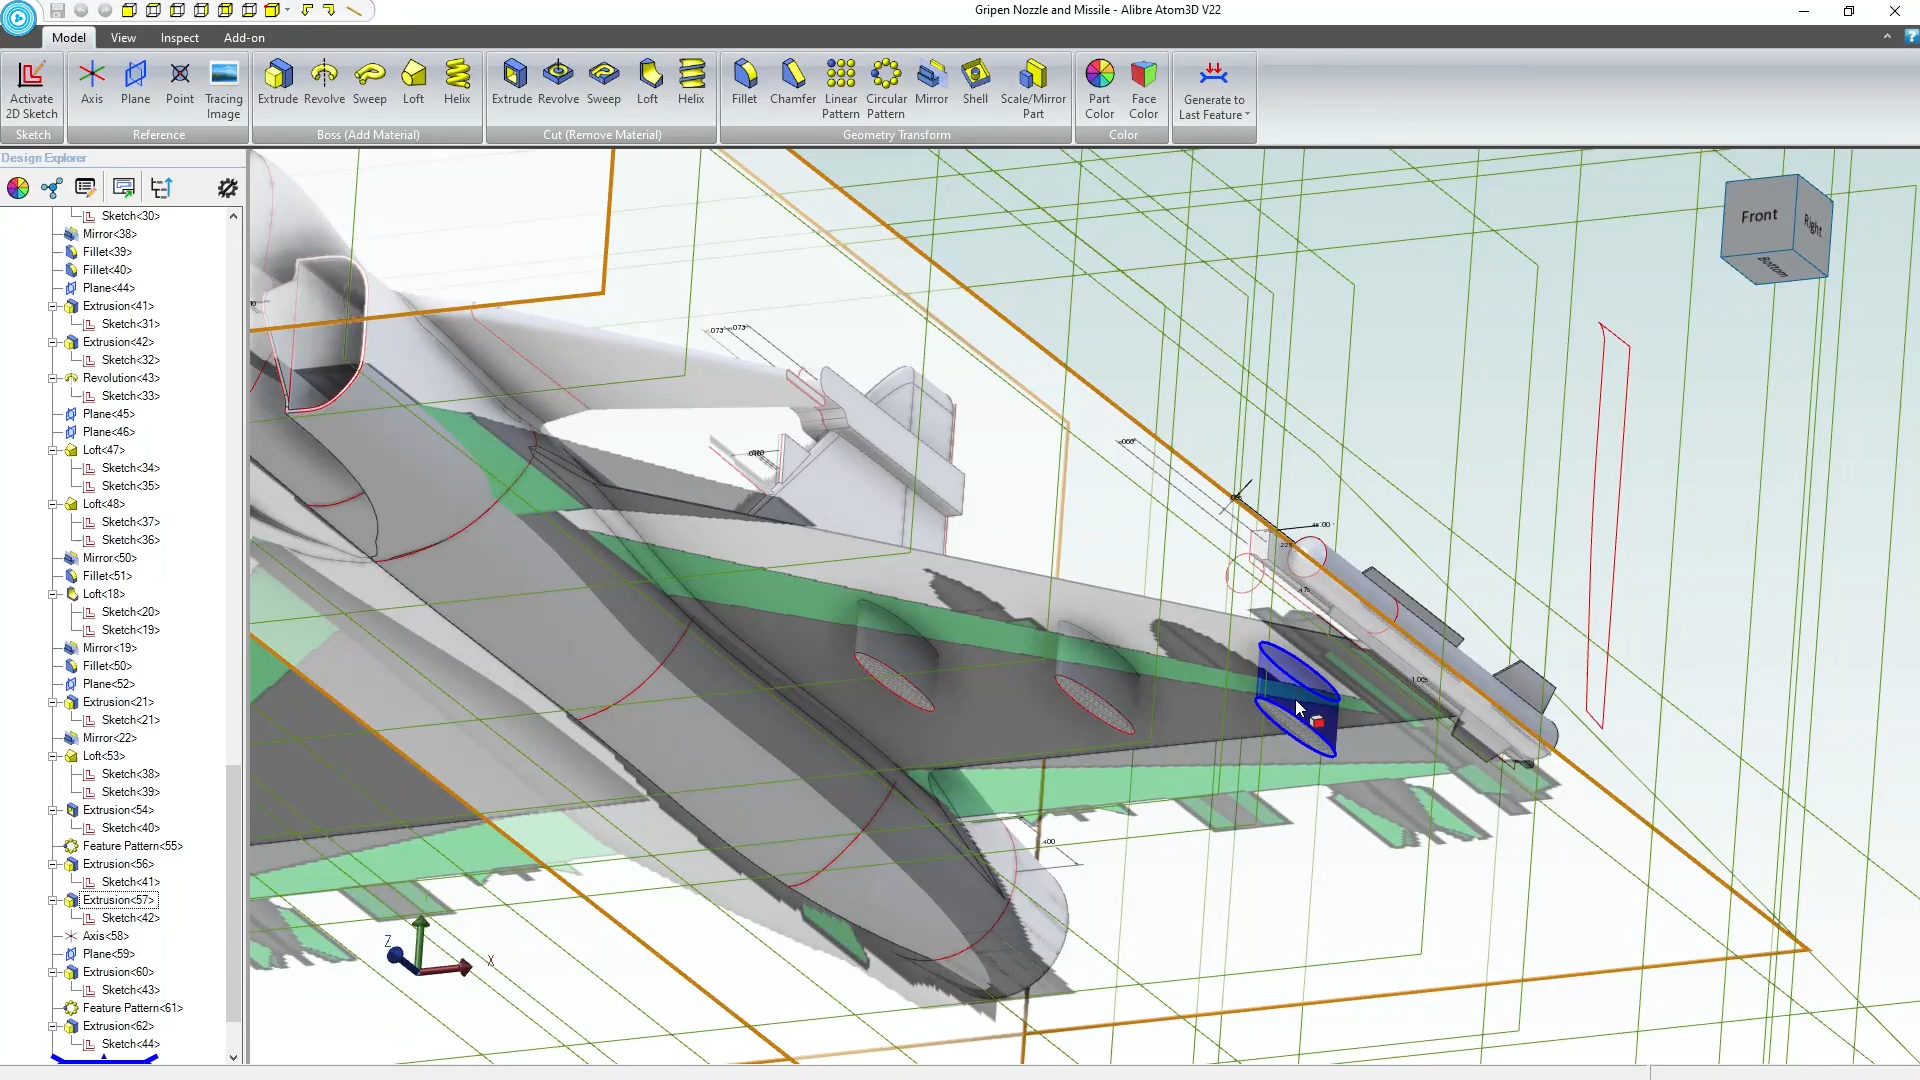 Gripen Nozzle and Missile - Alibre Atom3D V22
Model View Inspect Add-on
Activate 2D Sketch
Axis Plane Point Tracing Image
Extrude Revolve Sweep Loft Helix
Extrude Revolve Sweep Loft Helix
Fillet Chamfer Linear Pattern Circular Pattern Mirror Shell Scale/Mirror Part
Part Color Face Color
Generate to Last Feature
Sketch Reference Boss (Add Material) Cut (Remove Material) Geometry Transform Color
Design Explorer
Sketch<30>
Mirror<38>
Fillet<39>
Fillet<40>
Plane<44>
Extrusion<41>
Sketch<31>
Extrusion<42>
Sketch<32>
Revolution<43>
Sketch<33>
Plane<45>
Plane<46>
Loft<47>
Sketch<34>
Sketch<35>
Loft<48>
Sketch<37>
Sketch<36>
Mirror<50>
Fillet<51>
Loft<18>
Sketch<20>
Sketch<19>
Mirror<19>
Fillet<50>
Plane<52>
Extrusion<21>
Sketch<21>
Mirror<22>
Loft<53>
Sketch<38>
Sketch<39>
Extrusion<54>
Sketch<40>
Feature Pattern<55>
Extrusion<56>
Sketch<41>
Extrusion<57>
Sketch<42>
Axis<58>
Plane<59>
Extrusion<60>
Sketch<43>
Feature Pattern<61>
Extrusion<62>
Sketch<44>
Front
Right
Bottom
.073 .073
.400
Z
X